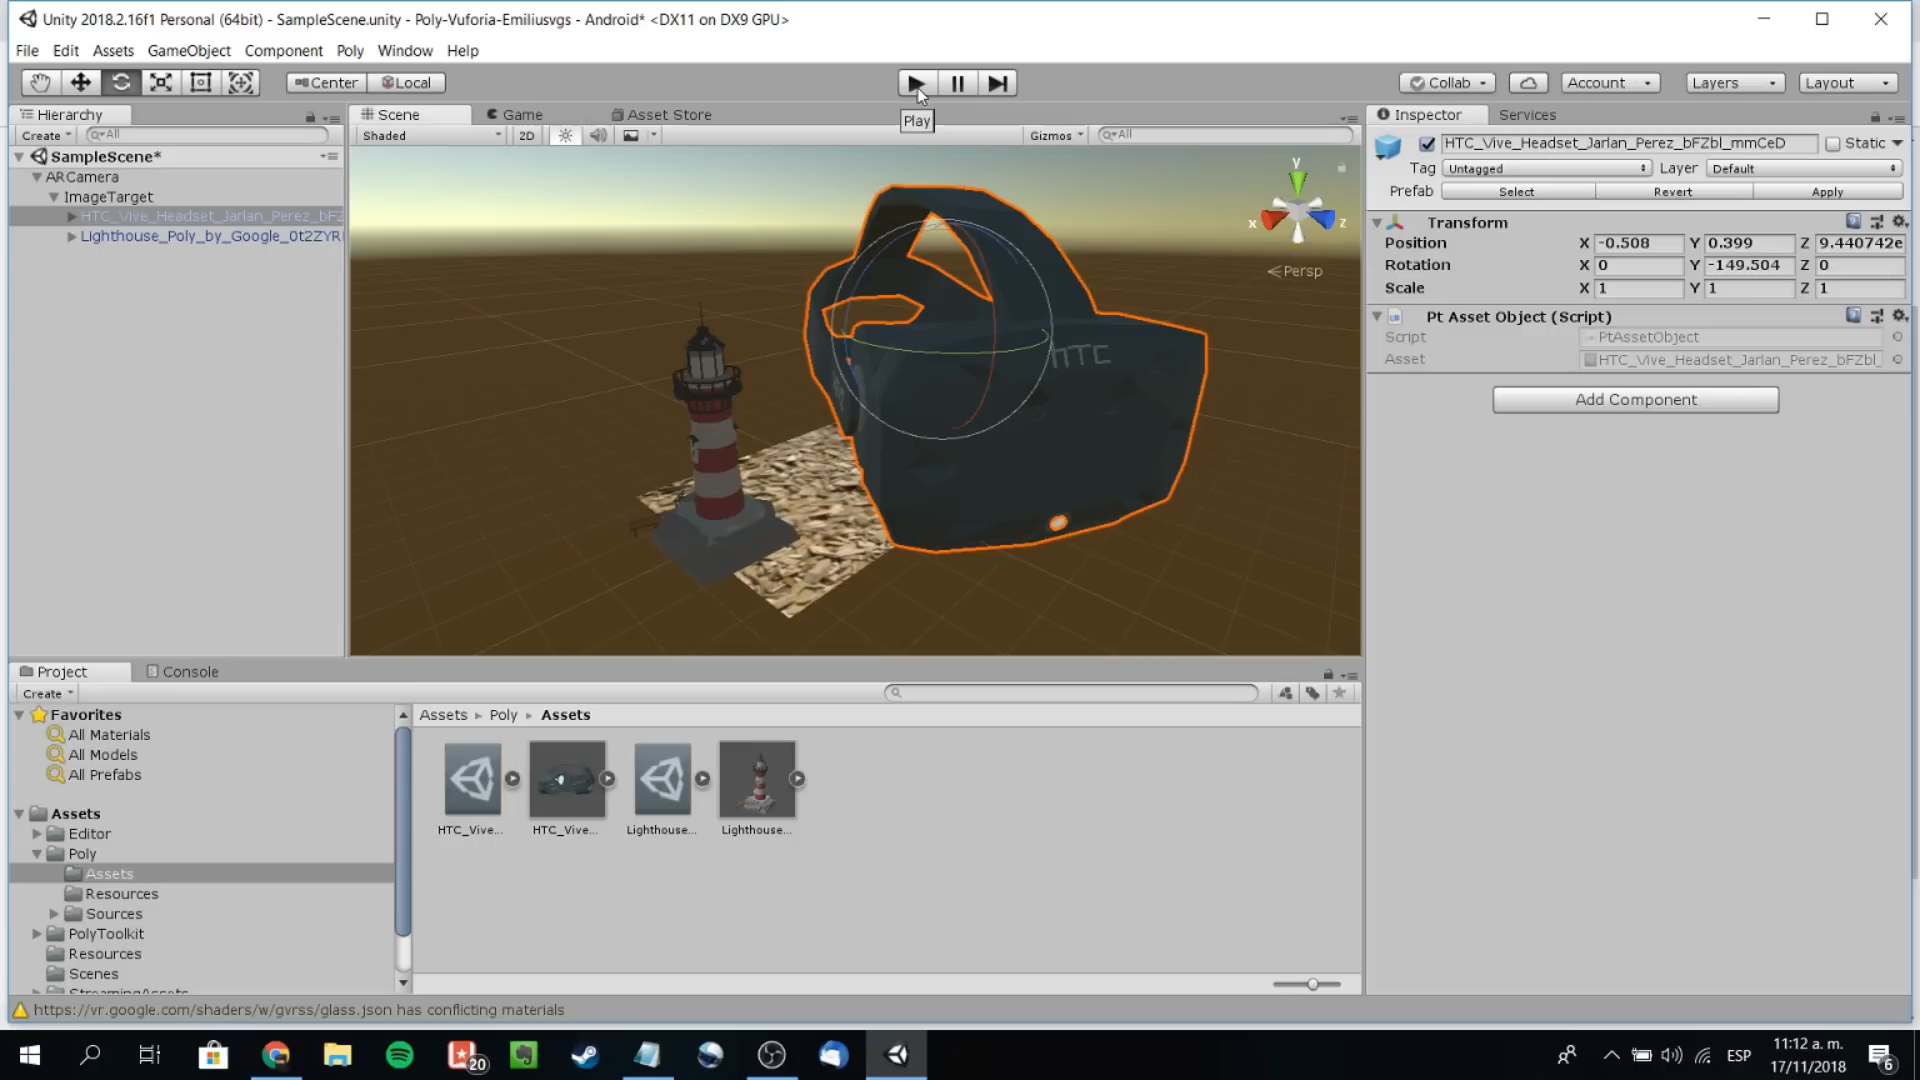 Unity 2018.2.16f1 Personal (64bit) - SampleScene.unity - Poly-Vuforia-Emiliusvgs - Android* <DX11 on DX9 GPU>
File Edit Assets GameObject Component Poly Window Help
Center Local Collab Account Layers Layout
Play
Hierarchy
Create All
SampleScene*
ARCamera
ImageTarget
HTC_Vive_Headset_Jarlan_Perez_bFZ
Lighthouse_Poly_by_Google_0t2ZYR
Scene Game Asset Store
Shaded 2D Gizmos All
y
x z
Persp
HTC
Inspector Services
HTC_Vive_Headset_Jarlan_Perez_bFZbl_mmCeD Static
Tag Untagged Layer Default
Prefab Select Revert Apply
Transform
Position X -0.508 Y 0.399 Z 9.440742e
Rotation X 0 Y -149.504 Z 0
Scale X 1 Y 1 Z 1
Pt Asset Object (Script)
Script PtAssetObject
Asset HTC_Vive_Headset_Jarlan_Perez_bFZbl_
Add Component
Project Console
Create
Favorites
All Materials
All Models
All Prefabs
Assets
Editor
Poly
Assets
Resources
Sources
PolyToolkit
Resources
Scenes
StreamingAssets
Assets Poly Assets
HTC_Vive... HTC_Vive... Lighthouse... Lighthouse...
https://vr.google.com/shaders/w/gvrss/glass.json has conflicting materials
20
ESP
11:12 a. m.
17/11/2018
6